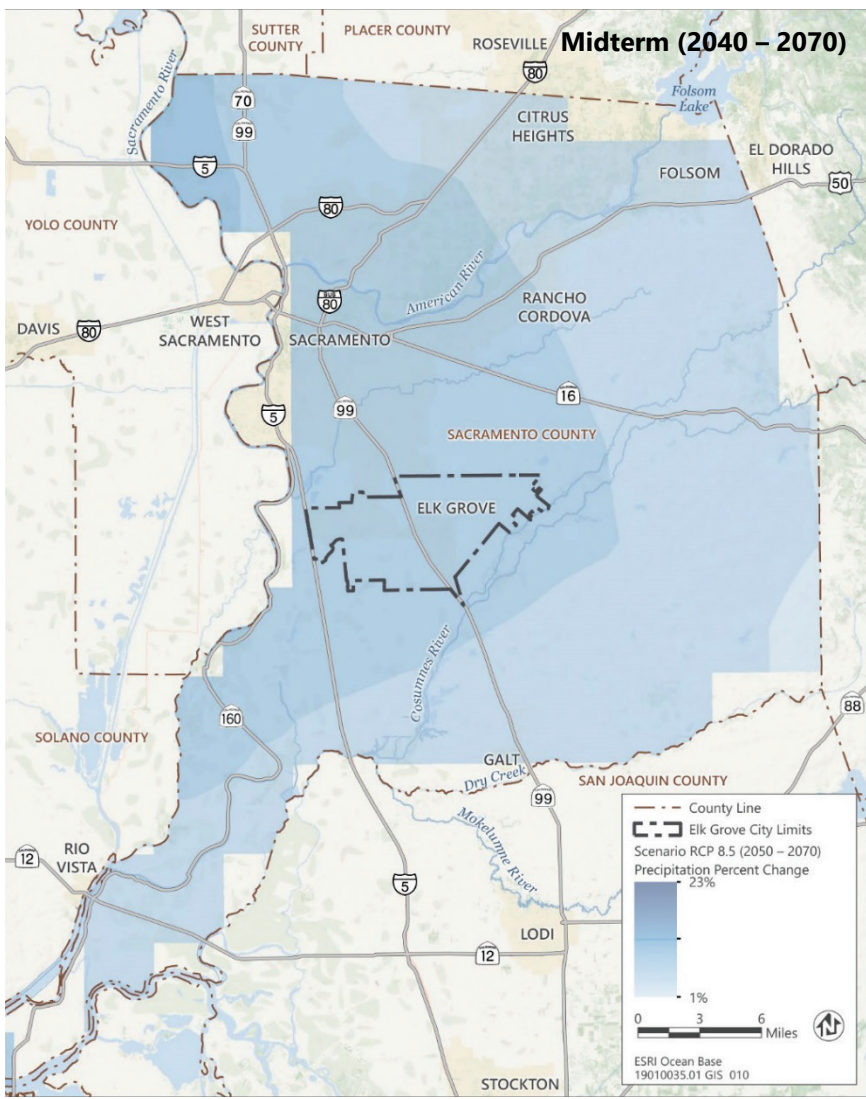 Midterm (2040 – 2070)
SUTTER
COUNTY
PLACER COUNTY
ROSEVILLE
80
Sacramento River
70
99
Folsom
Lake
CITRUS
HEIGHTS
5
FOLSOM
EL DORADO
HILLS
50
80
YOLO COUNTY
American River
80
RANCHO
CORDOVA
DAVIS
80
WEST
SACRAMENTO
SACRAMENTO
99
16
5
SACRAMENTO COUNTY
ELK GROVE
Cosumnes River
160
SOLANO COUNTY
88
GALT
Dry Creek
SAN JOAQUIN COUNTY
99
Mokelumne River
RIO
VISTA
12
5
LODI
12
STOCKTON
County Line
Elk Grove City Limits
Scenario RCP 8.5 (2050 – 2070)
Precipitation Percent Change
23%
1%
0 3 6
Miles
N
ESRI Ocean Base
19010035.01 GIS 010